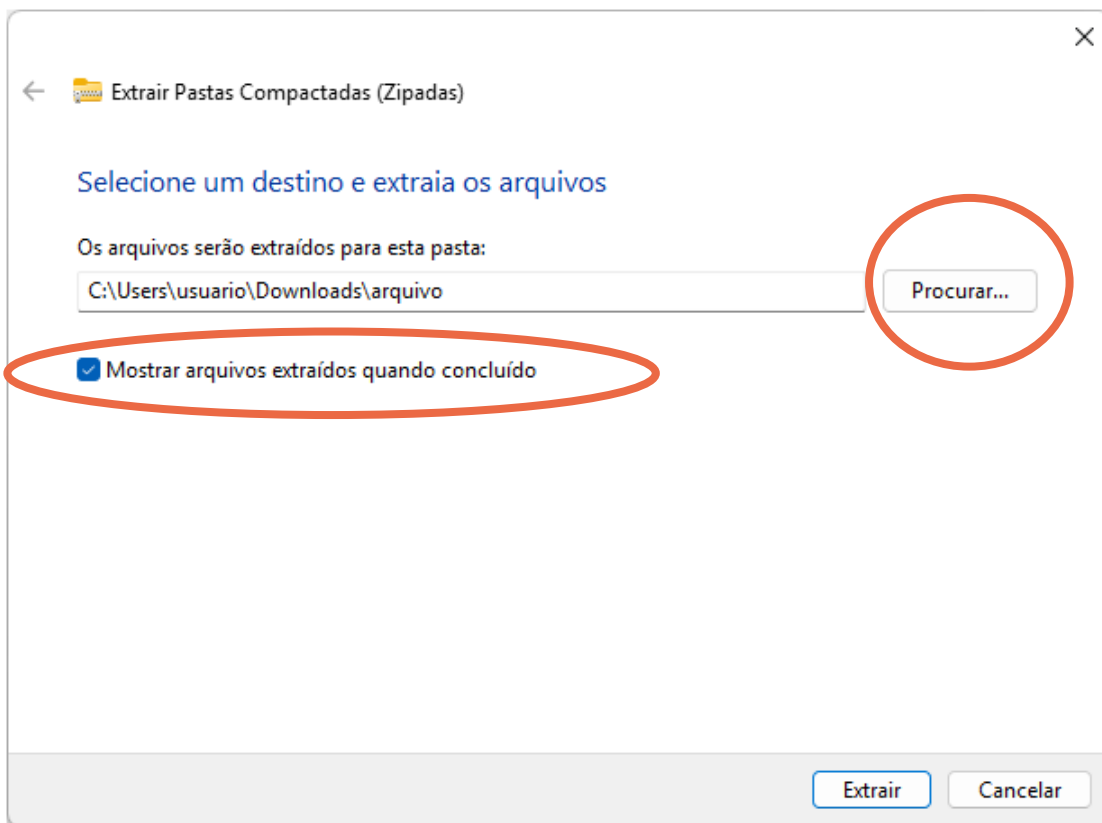 Extrair Pastas Compactadas (Zipadas)
Selecione um destino e extraia os arquivos
Os arquivos serão extraídos para esta pasta:
C:\Users\usuario\Downloads\arquivo
Procurar...
Mostrar arquivos extraídos quando concluído
Extrair
Cancelar